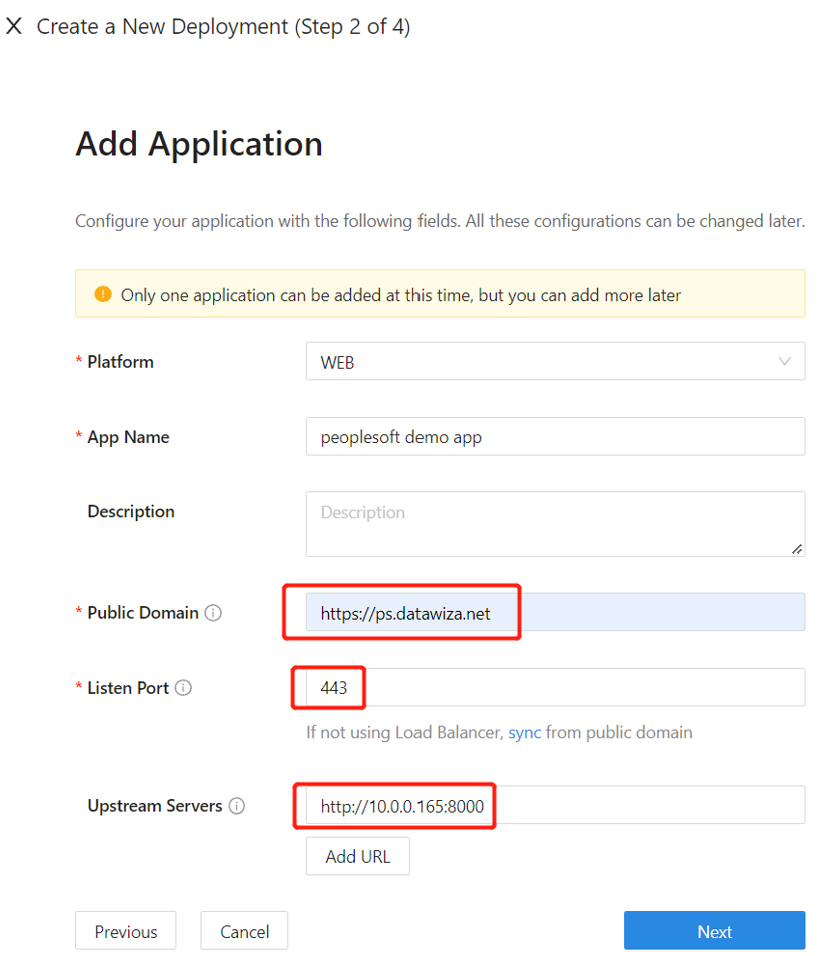 Create a New Deployment (Step 2 of 4)
Add Application
Configure your application with the following fields. All these configurations can be changed later.
Only one application can be added at this time, but you can add more later
* Platform
WEB
* App Name
peoplesoft demo app
Description
Description
* Public Domain
https://ps.datawiza.net
* Listen Port
443
If not using Load Balancer, sync from public domain
Upstream Servers
http://10.0.0.165:8000
Add URL
Previous
Cancel
Next